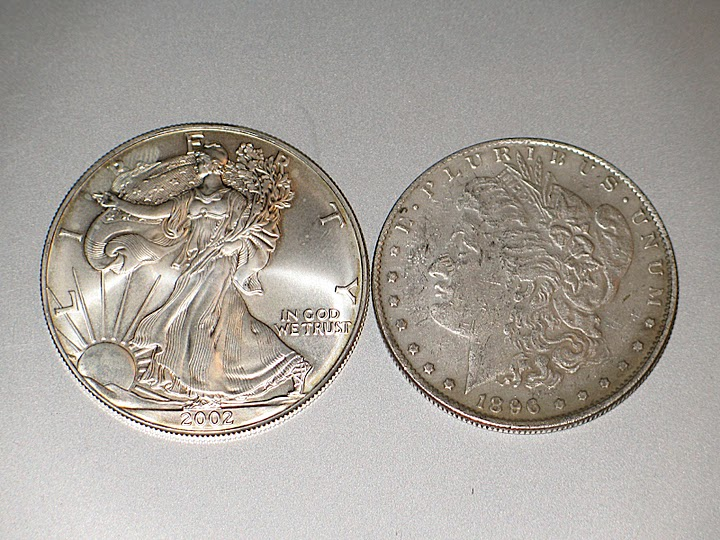 LIBERTY
IN GOD
WE TRUST
2002
E·PLURIBUS·UNUM
1896